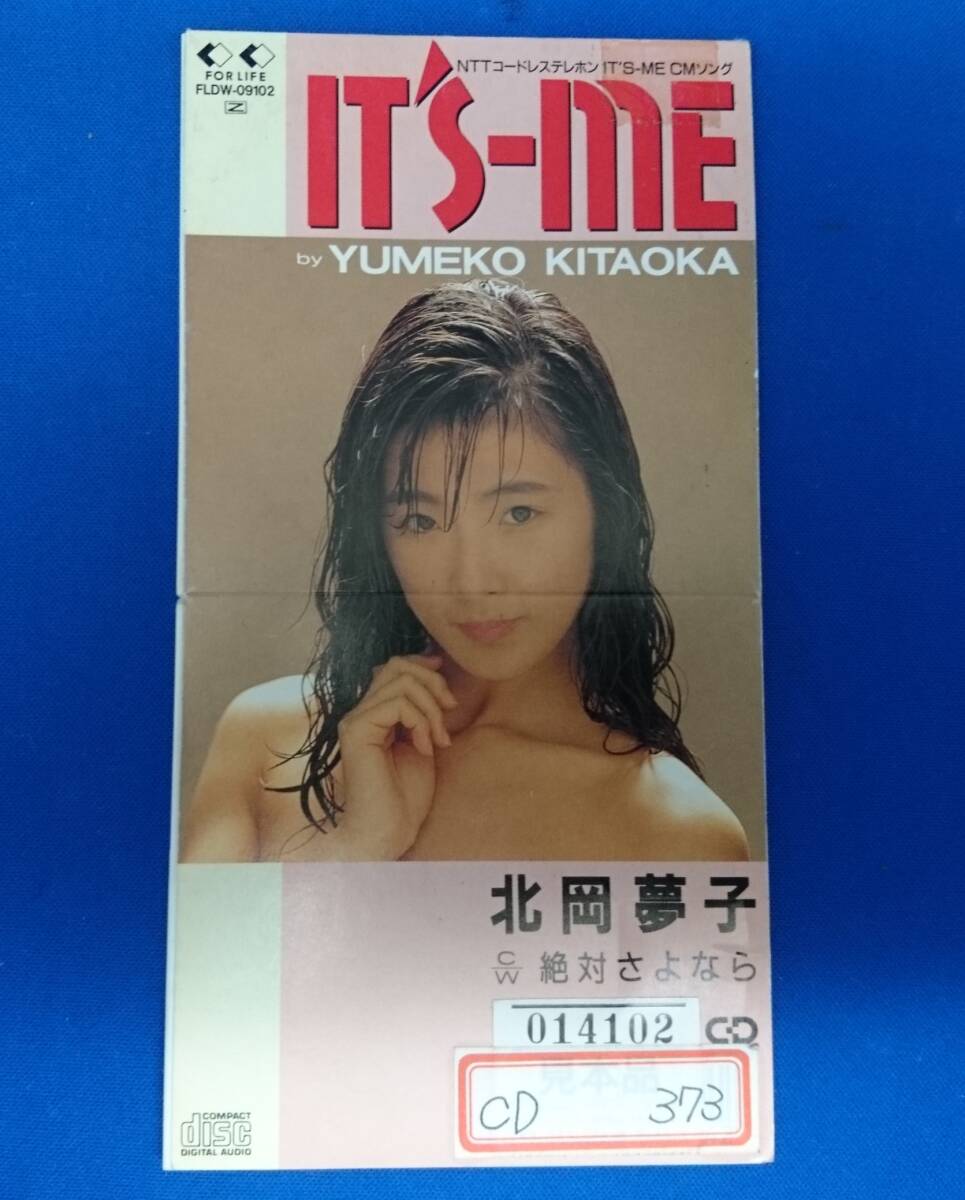 FOR LIFE
FLDW-09102
Z
NTTコードレステレホン IT'S-ME CMソング
IT'S-ME
by YUMEKO KITAOKA
北岡夢子
C/W 絶対さよなら
014102
CD
見本品
CD 373
COMPACT
disc
DIGITAL AUDIO